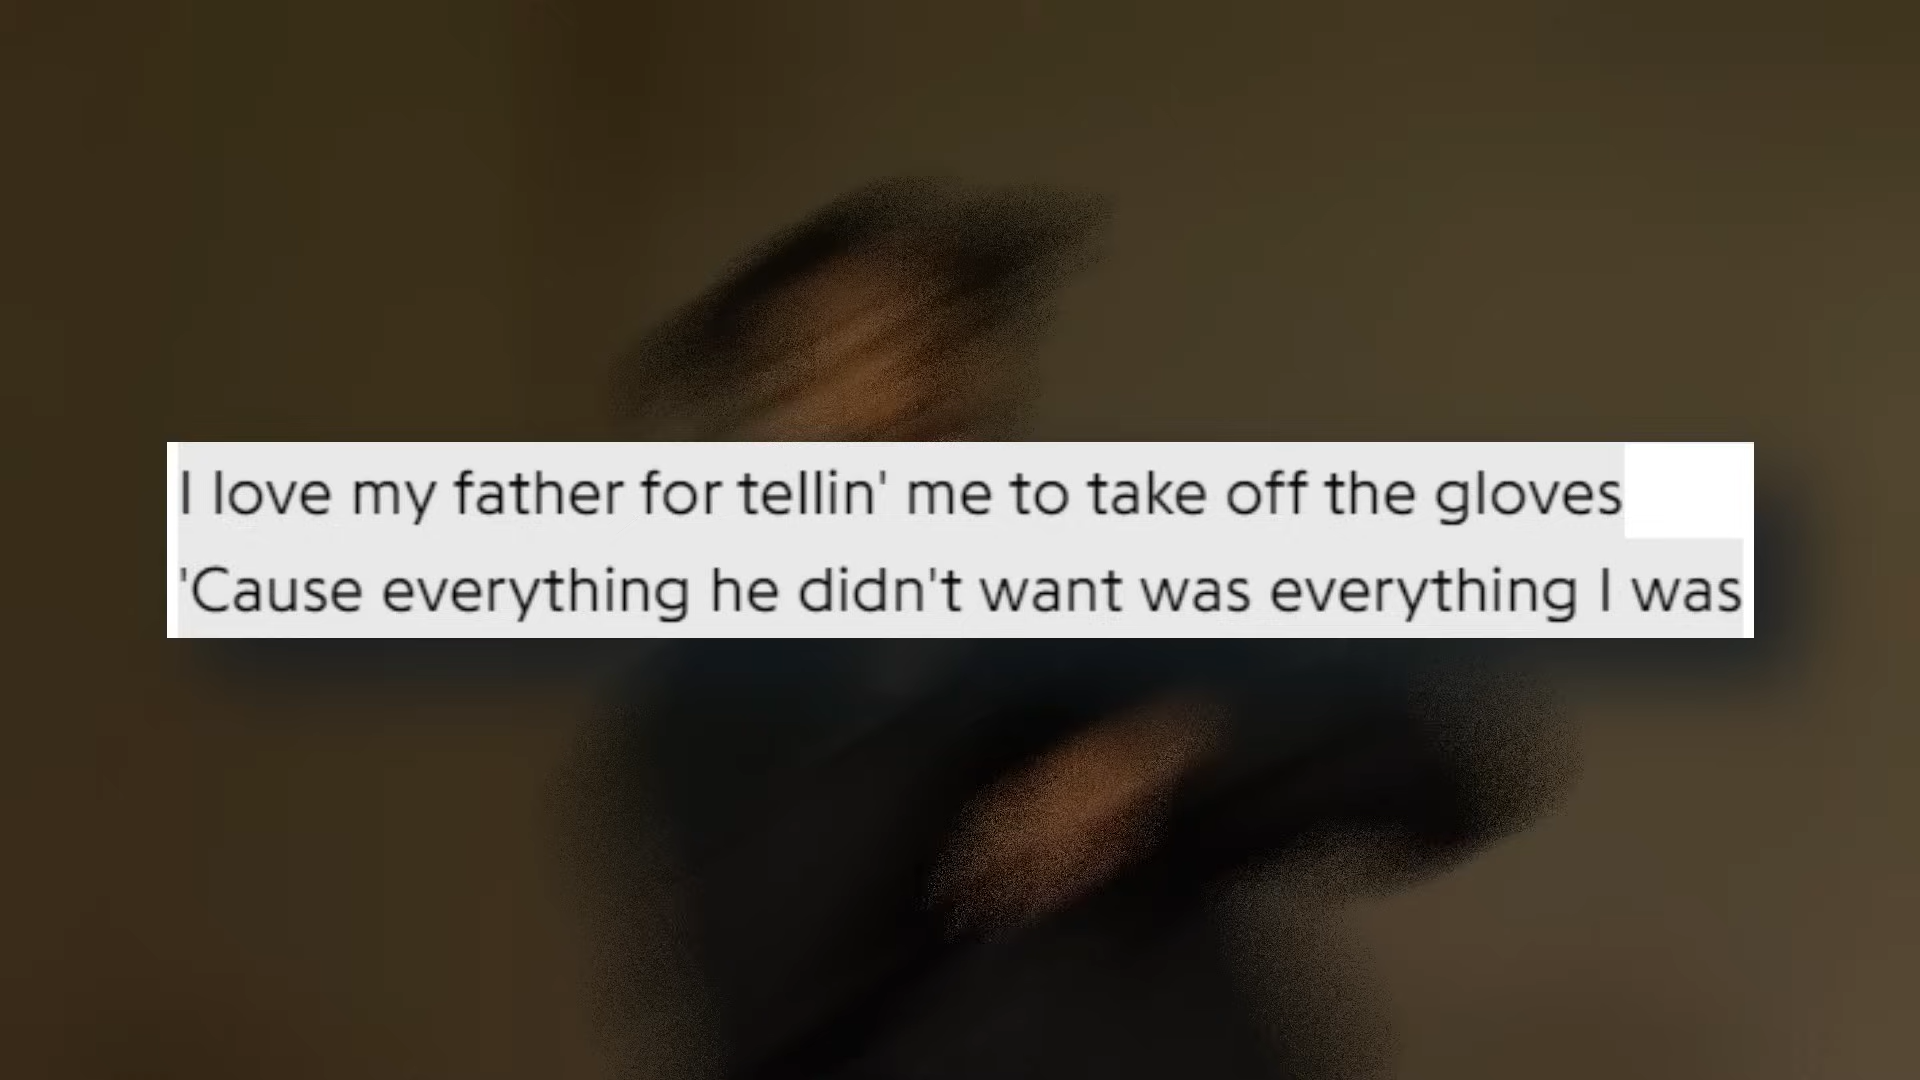 I love my father for tellin' me to take off the gloves
'Cause everything he didn't want was everything I was